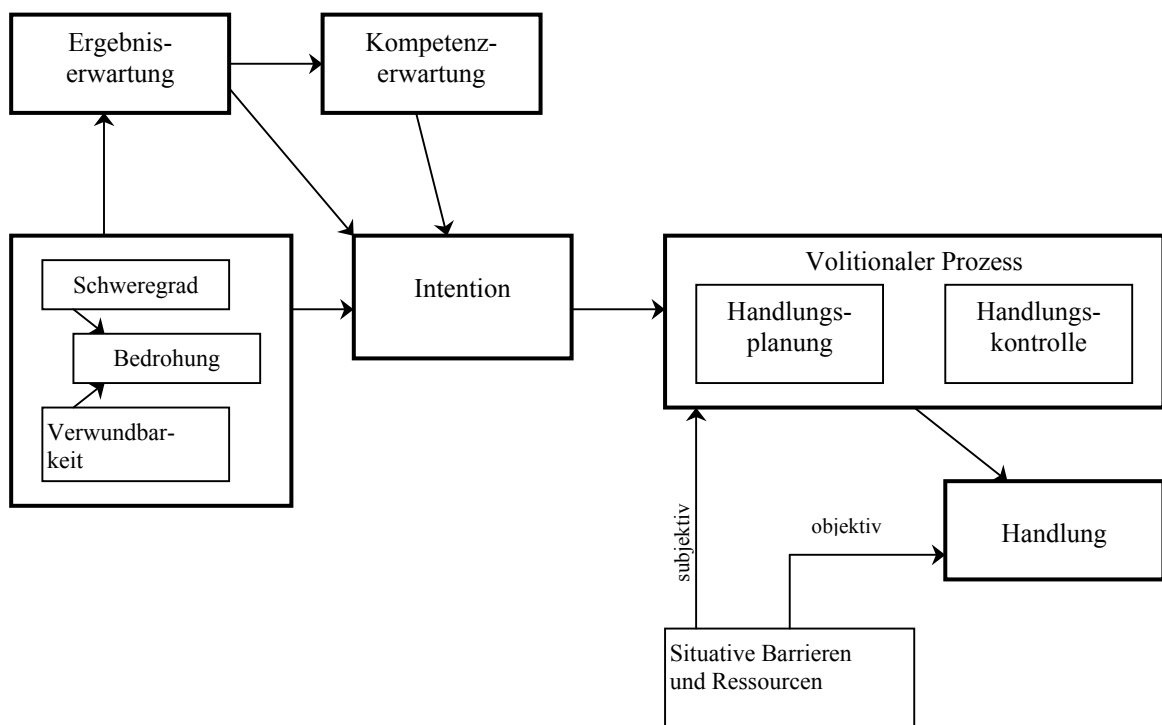 Ergebnis-
erwartung
Kompetenz-
erwartung
Schweregrad
Bedrohung
Verwundbar-
keit
Intention
Volitionaler Prozess
Handlungs-
planung
Handlungs-
kontrolle
subjektiv
objektiv
Handlung
Situative Barrieren
und Ressourcen